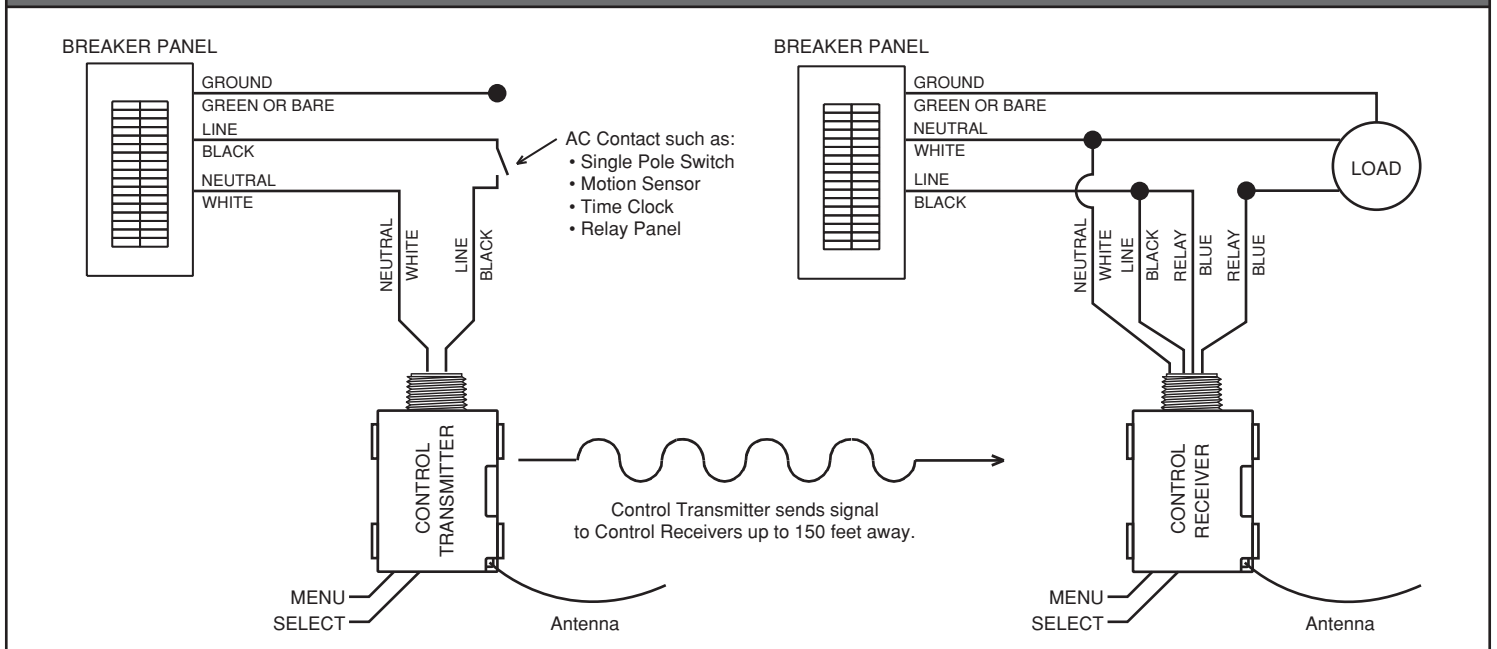 BREAKER PANEL
GROUND
GREEN OR BARE
LINE
BLACK
NEUTRAL
WHITE
AC Contact such as:
• Single Pole Switch
• Motion Sensor
• Time Clock
• Relay Panel
NEUTRAL
WHITE
LINE
BLACK
CONTROL
TRANSMITTER
MENU
SELECT
Antenna
Control Transmitter sends signal
to Control Receivers up to 150 feet away.
BREAKER PANEL
GROUND
GREEN OR BARE
NEUTRAL
WHITE
LINE
BLACK
LOAD
NEUTRAL
WHITE
LINE
BLACK
RELAY
BLUE
RELAY
BLUE
CONTROL
RECEIVER
MENU
SELECT
Antenna